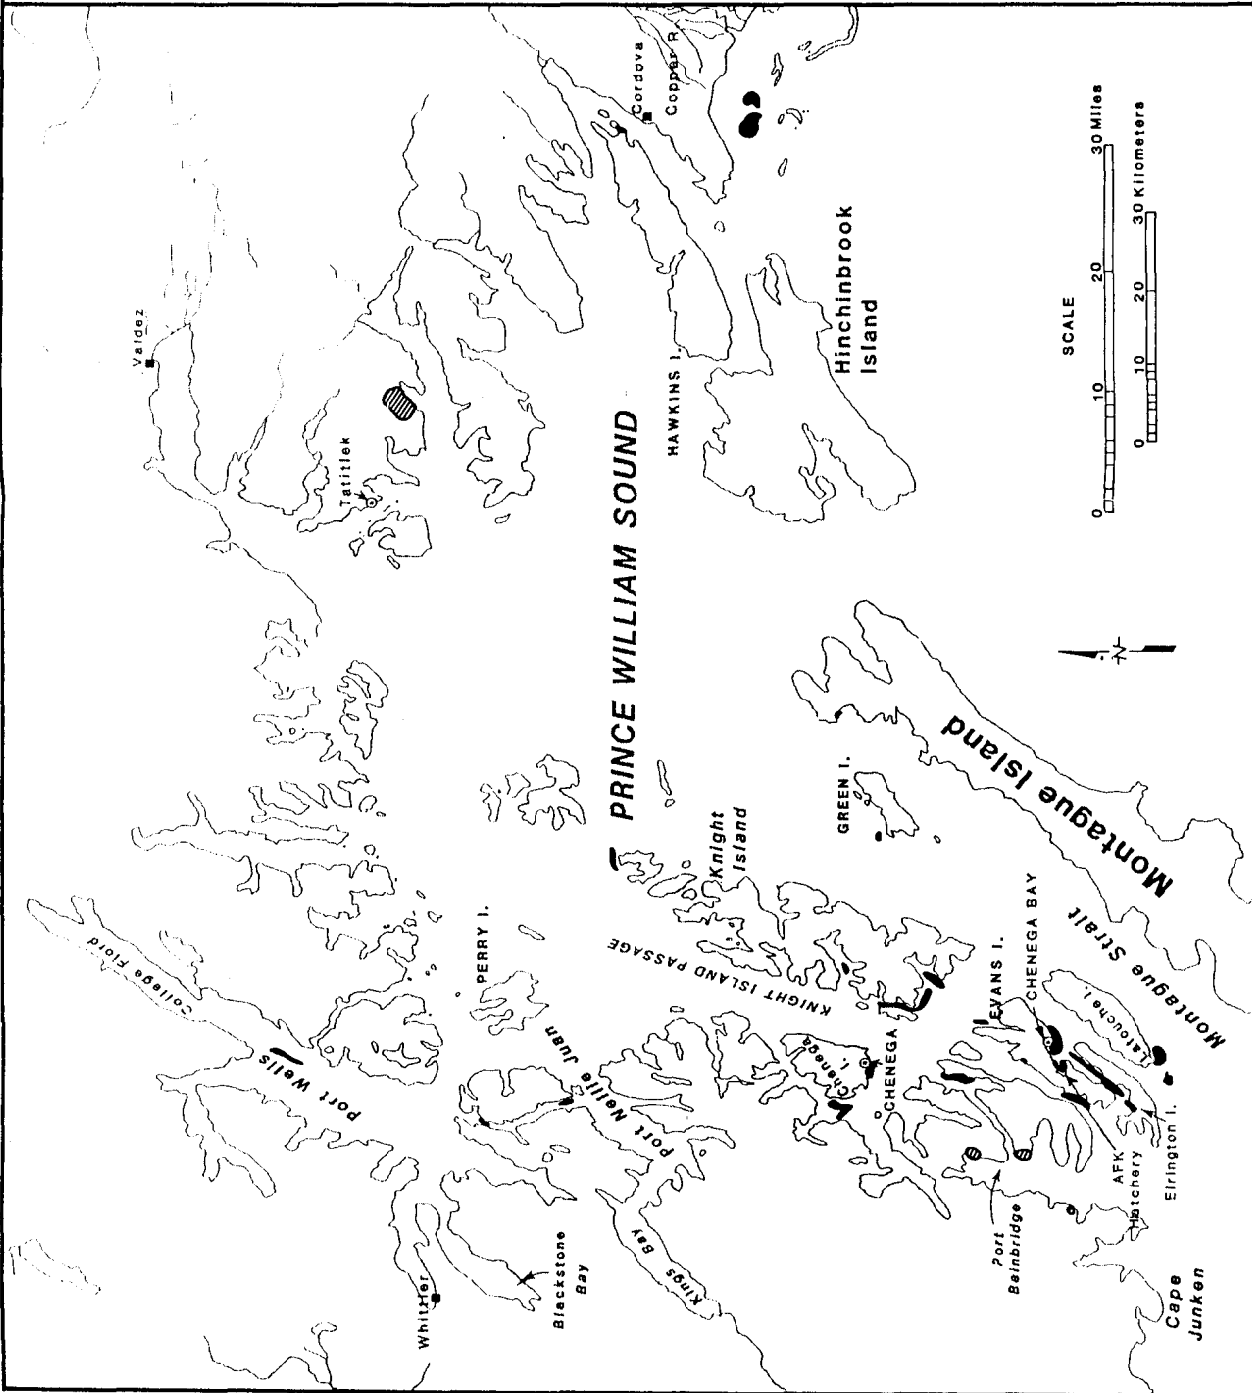 Valdez
Tatitlek
Cordova
Copper R.
PRINCE WILLIAM SOUND
HAWKINS I.
Hinchinbrook
Island
SCALE
0 10 20 30 Miles
0 10 20 30 Kilometers
N
College Fiord
Port Wells
PERRY I.
Port Nellie Juan
Whittier
Blackstone
Bay
Kings Bay
KNIGHT ISLAND PASSAGE
Knight
Island
GREEN I.
Montague Island
Montague Strait
Chenega
I.
CHENEGA
EVANS I.
CHENEGA BAY
Latouche I.
AFK
Hatchery
Elrington I.
Port
Bainbridge
Cape
Junken